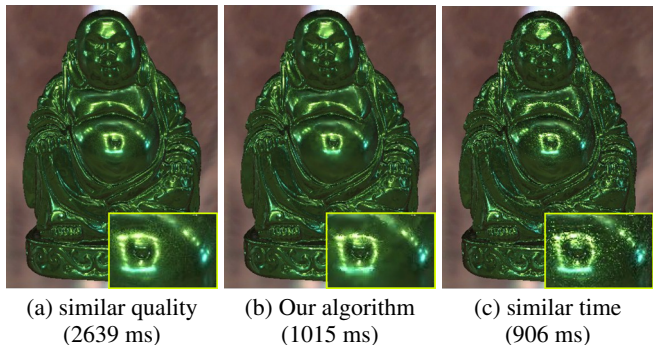 (a) similar quality (b) Our algorithm (c) similar time
(2639 ms) (1015 ms) (906 ms)